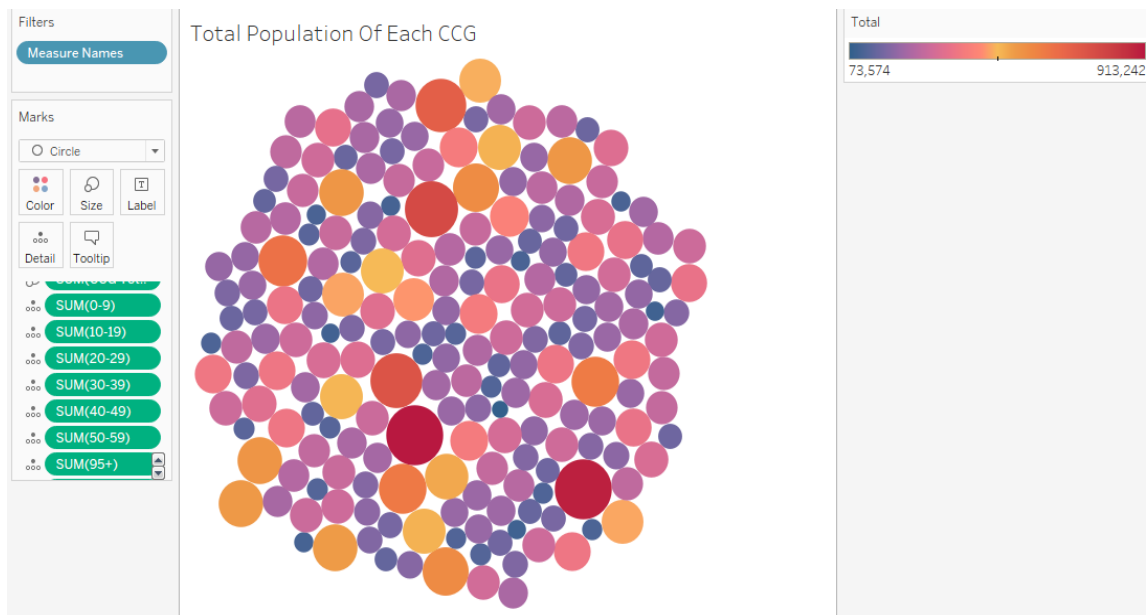 Filters
Measure Names
Marks
Circle
Color
Size
Label
Detail
Tooltip
SUM(0-9)
SUM(10-19)
SUM(20-29)
SUM(30-39)
SUM(40-49)
SUM(50-59)
SUM(95+)
Total Population Of Each CCG
Total
73,574
913,242